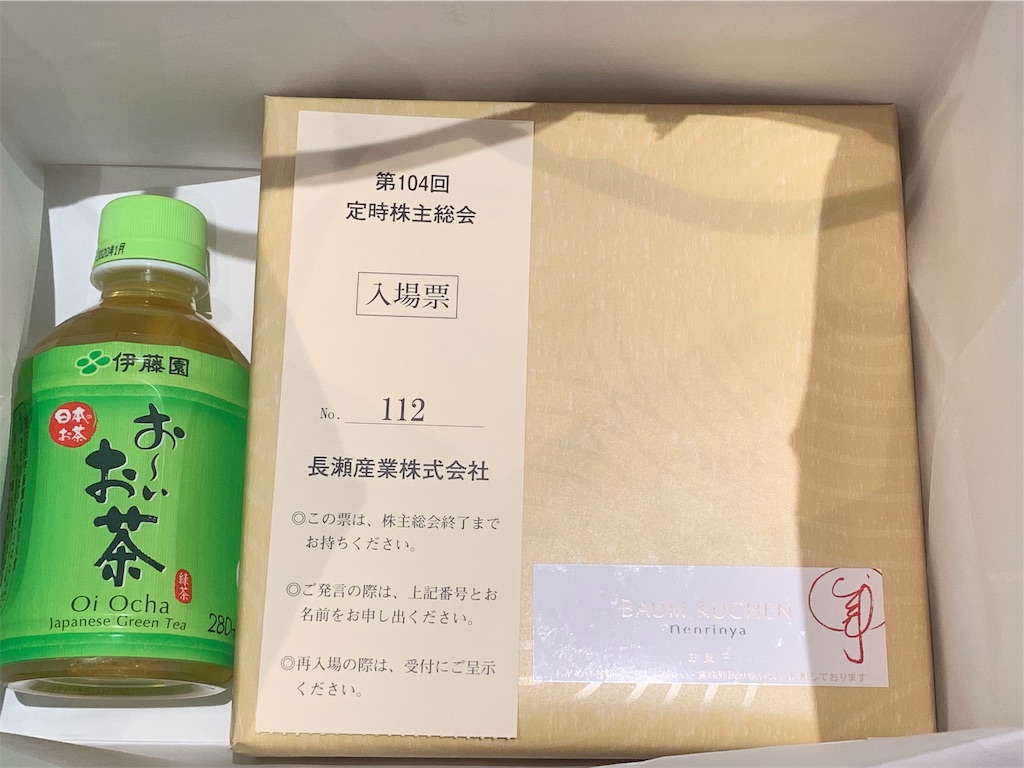 2020年1月
伊藤園
日本の
お茶
お〜い
お茶
緑茶
Oi Ocha
Japanese Green Tea
第104回
定時株主総会
入場票
No. 112
長瀬産業株式会社
◎この票は、株主総会終了まで
お持ちください。
◎ご発言の際は、上記番号とお
名前をお申し出ください。
◎再入場の際は、受付にご呈示
ください。
BAUM KUCHEN
nenrinya